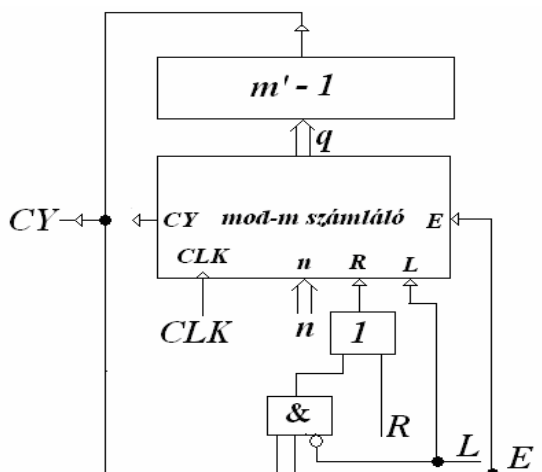 m' - 1
q
CY
CY mod-m számláló E
CLK n R L
CLK n 1
& R L E